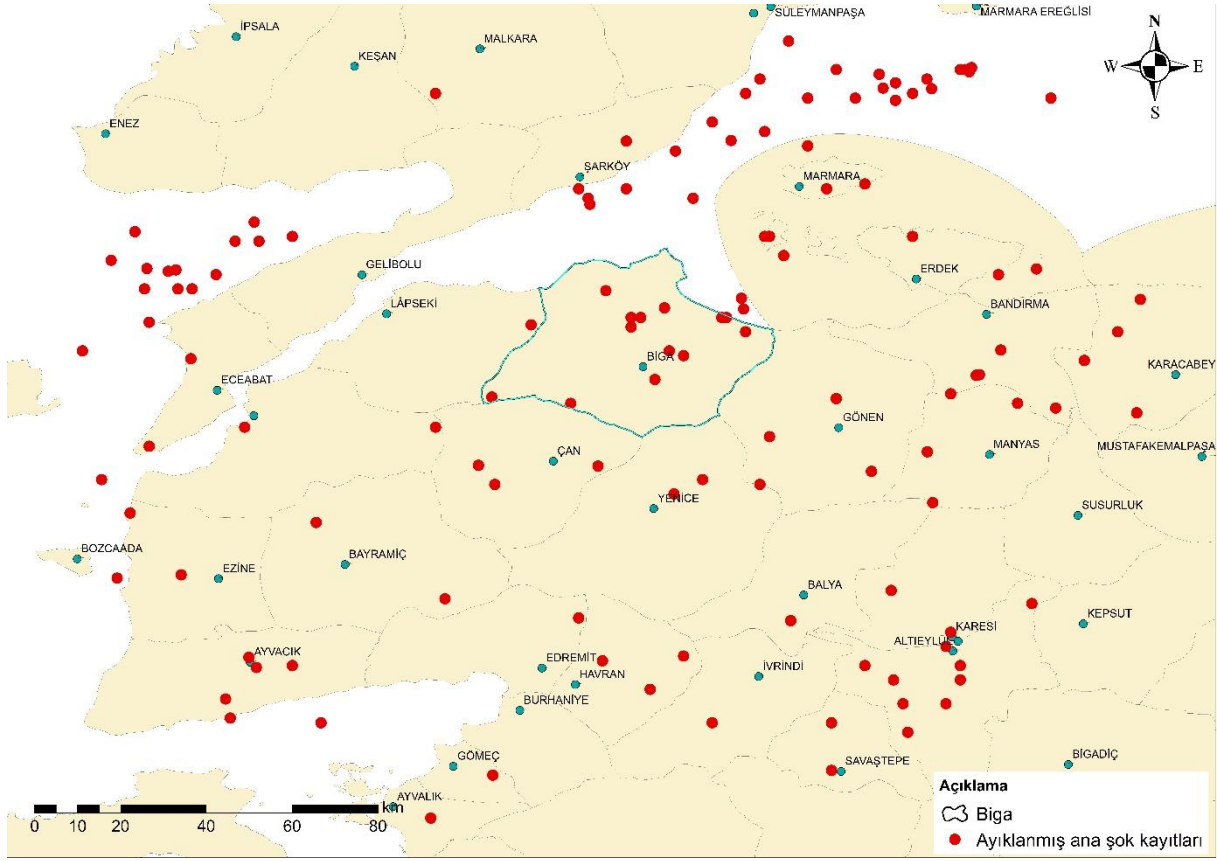 SÜLEYMANPAŞA
MARMARA EREĞLİSİ
İPSALA
MALKARA
KEŞAN
N
W E
S
ENEZ
ŞARKÖY
MARMARA
GELİBOLU
ERDEK
LÂPSEKİ
BANDIRMA
BİGA
KARACABEY
ECEABAT
GÖNEN
ÇAN
MANYAS
MUSTAFAKEMALPAŞA
YENİCE
SUSURLUK
BOZCAADA
EZİNE
BAYRAMİÇ
BALYA
KARESİ
KEPSUT
ALTIEYLÜL
AYVACIK
EDREMİT
HAVRAN
İVRİNDİ
BURHANİYE
GÖMEÇ
SAVAŞTEPE
BİGADİÇ
AYVALIK
km
0 10 20 40 60 80
Açıklama
Biga
Ayıklanmış ana şok kayıtları